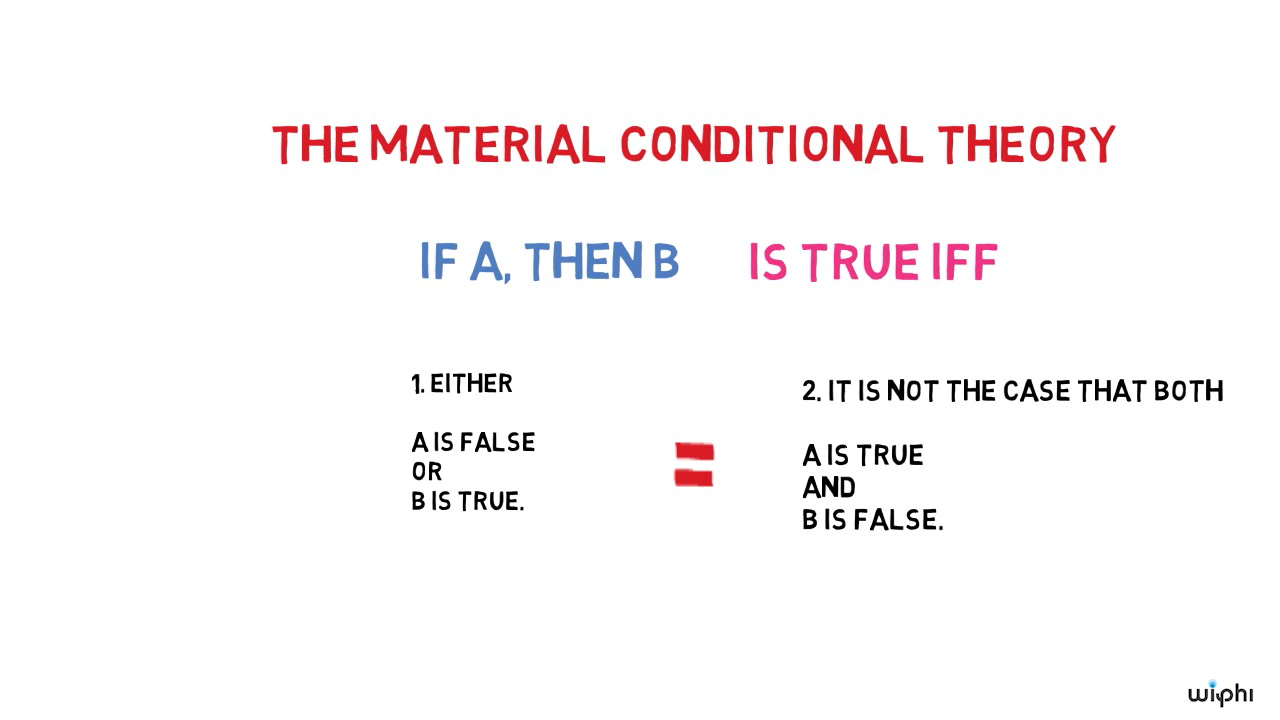 THE MATERIAL CONDITIONAL THEORY
IF A, THEN B IS TRUE IFF
1. EITHER
A IS FALSE
OR
B IS TRUE.
=
2. IT IS NOT THE CASE THAT BOTH
A IS TRUE
AND
B IS FALSE.
wiphi